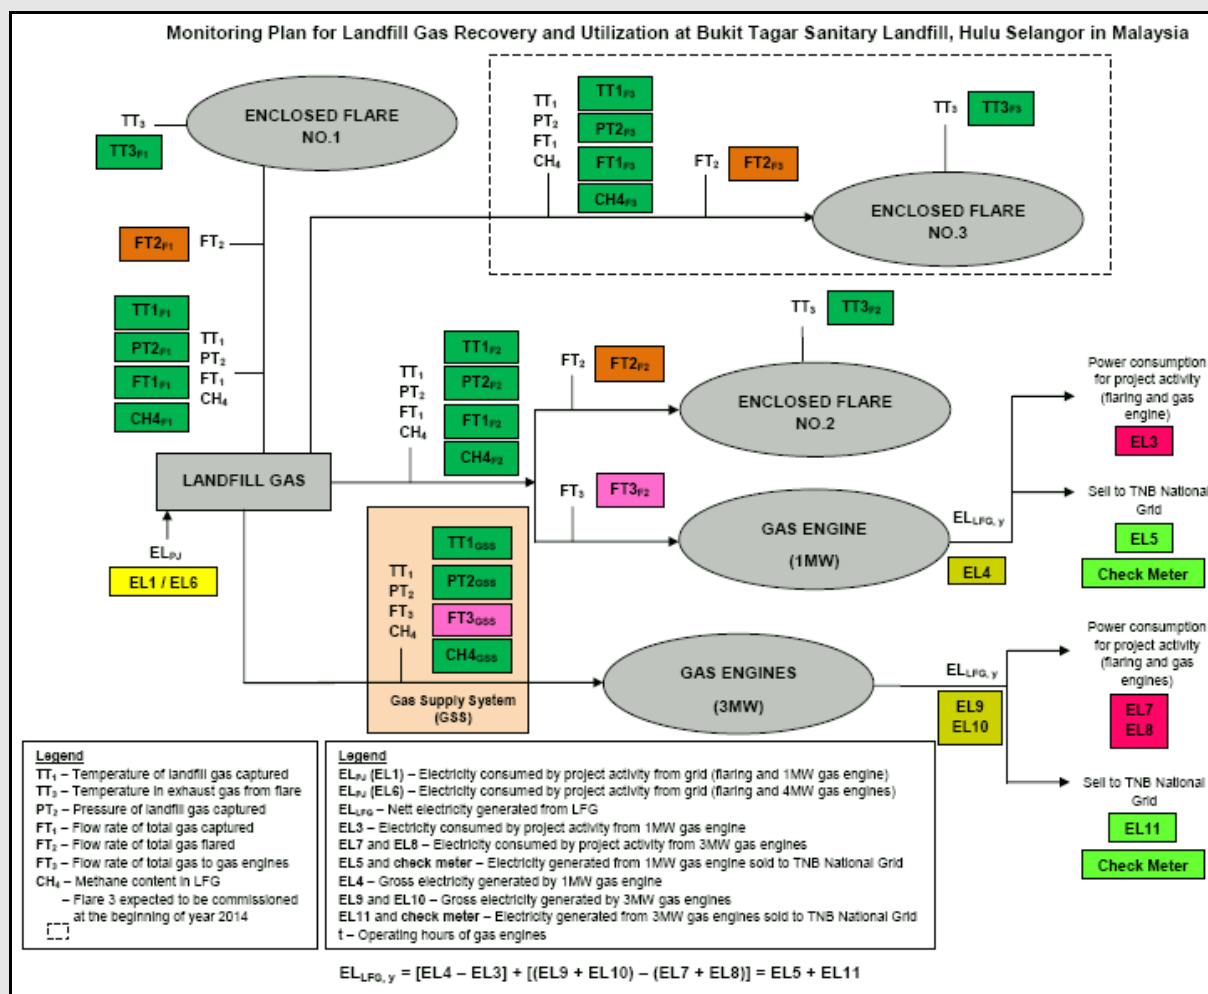 Monitoring Plan for Landfill Gas Recovery and Utilization at Bukit Tagar Sanitary Landfill, Hulu Selangor in Malaysia
TT₃
TT3F1
ENCLOSED FLARE
NO.1
TT₁
PT₂
FT₁
CH₄
TT1F3
PT2F3
FT1F3
CH4F3
FT₂
FT2F3
TT₃
TT3F3
ENCLOSED FLARE
NO.3
FT2F1
FT₂
TT1F1
PT2F1
FT1F1
CH4F1
TT₁
PT₂
FT₁
CH₄
TT₁
PT₂
FT₁
CH₄
TT1F2
PT2F2
FT1F2
CH4F2
FT₂
FT2F2
TT₃
TT3F2
ENCLOSED FLARE
NO.2
Power consumption
for project activity
(flaring and gas
engine)
EL3
LANDFILL GAS
FT₃
FT3F2
GAS ENGINE
(1MW)
ELLFG, y
EL4
Sell to TNB National
Grid
EL5
Check Meter
ELPJ
EL1 / EL6
TT₁
PT₂
FT₃
CH₄
TT1GSS
PT2GSS
FT3GSS
CH4GSS
Gas Supply System
(GSS)
GAS ENGINES
(3MW)
ELLFG, y
EL9
EL10
Power consumption
for project activity
(flaring and gas
engines)
EL7
EL8
Sell to TNB National
Grid
EL11
Check Meter
Legend
TT₁ – Temperature of landfill gas captured
TT₃ – Temperature in exhaust gas from flare
PT₂ – Pressure of landfill gas captured
FT₁ – Flow rate of total gas captured
FT₂ – Flow rate of total gas flared
FT₃ – Flow rate of total gas to gas engines
CH₄ – Methane content in LFG
– Flare 3 expected to be commissioned
at the beginning of year 2014
Legend
ELPJ (EL1) – Electricity consumed by project activity from grid (flaring and 1MW gas engine)
ELPJ (EL6) – Electricity consumed by project activity from grid (flaring and 4MW gas engines)
ELLFG – Nett electricity generated from LFG
EL3 – Electricity consumed by project activity from 1MW gas engine
EL7 and EL8 – Electricity consumed by project activity from 3MW gas engines
EL5 and check meter – Electricity generated from 1MW gas engine sold to TNB National Grid
EL4 – Gross electricity generated by 1MW gas engine
EL9 and EL10 – Gross electricity generated by 3MW gas engines
EL11 and check meter – Electricity generated from 3MW gas engines sold to TNB National Grid
t – Operating hours of gas engines
ELLFG, y = [EL4 – EL3] + [(EL9 + EL10) – (EL7 + EL8)] = EL5 + EL11